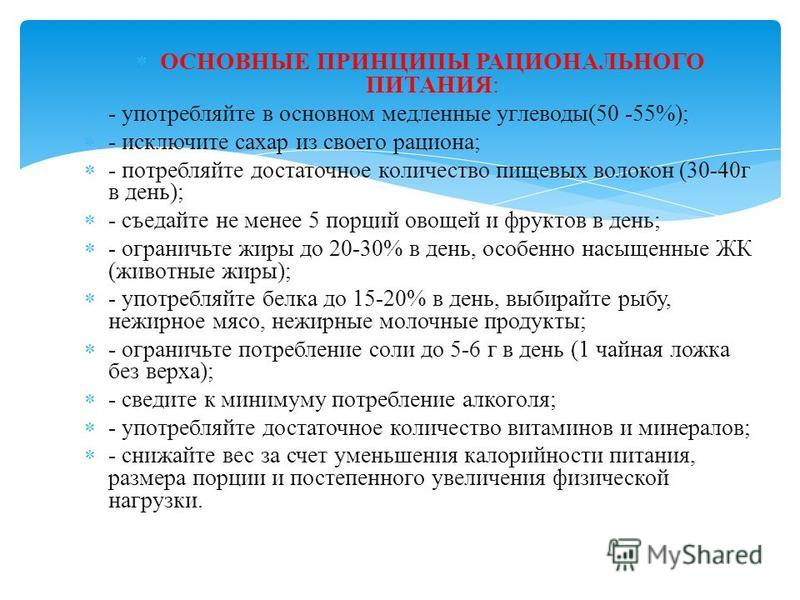 ОСНОВНЫЕ ПРИНЦИПЫ РАЦИОНАЛЬНОГО
ПИТАНИЯ:
- употребляйте в основном медленные углеводы(50 -55%);
- исключите сахар из своего рациона;
- потребляйте достаточное количество пищевых волокон (30-40г
в день);
- съедайте не менее 5 порций овощей и фруктов в день;
- ограничьте жиры до 20-30% в день, особенно насыщенные ЖК
(животные жиры);
- употребляйте белка до 15-20% в день, выбирайте рыбу,
нежирное мясо, нежирные молочные продукты;
- ограничьте потребление соли до 5-6 г в день (1 чайная ложка
без верха);
- сведите к минимуму потребление алкоголя;
- употребляйте достаточное количество витаминов и минералов;
- снижайте вес за счет уменьшения калорийности питания,
размера порции и постепенного увеличения физической
нагрузки.
MyShared